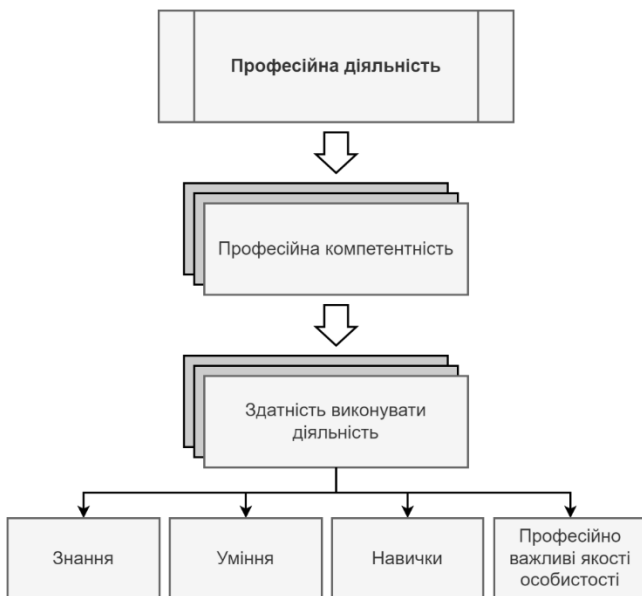 Професійна діяльність
Професійна компетентність
Здатність виконувати
діяльність
Знання
Уміння
Навички
Професійно
важливі якості
особистості